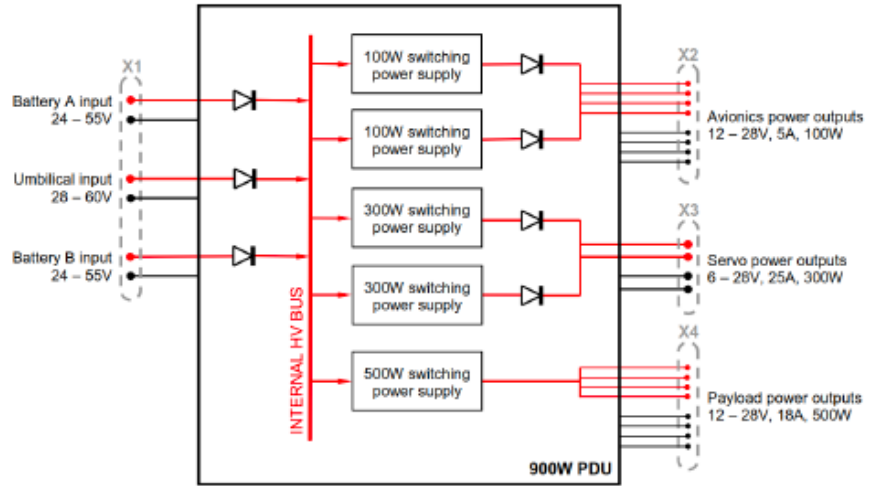 X1
Battery A input
24 – 55V
Umbilical input
28 – 60V
Battery B input
24 – 55V
INTERNAL HV BUS
100W switching
power supply
100W switching
power supply
300W switching
power supply
300W switching
power supply
500W switching
power supply
900W PDU
X2
Avionics power outputs
12 – 28V, 5A, 100W
X3
Servo power outputs
6 – 28V, 25A, 300W
X4
Payload power outputs
12 – 28V, 18A, 500W